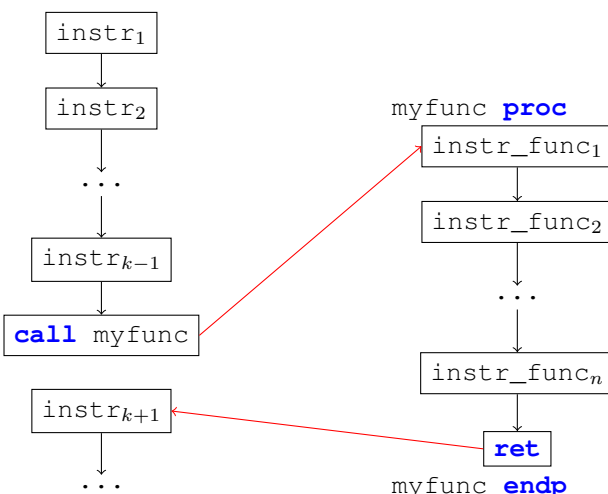 instr₁
instr₂
...
instrₖ₋₁
call myfunc
instrₖ₊₁
...
myfunc proc
instr_func₁
instr_func₂
...
instr_funcₙ
ret
myfunc endp